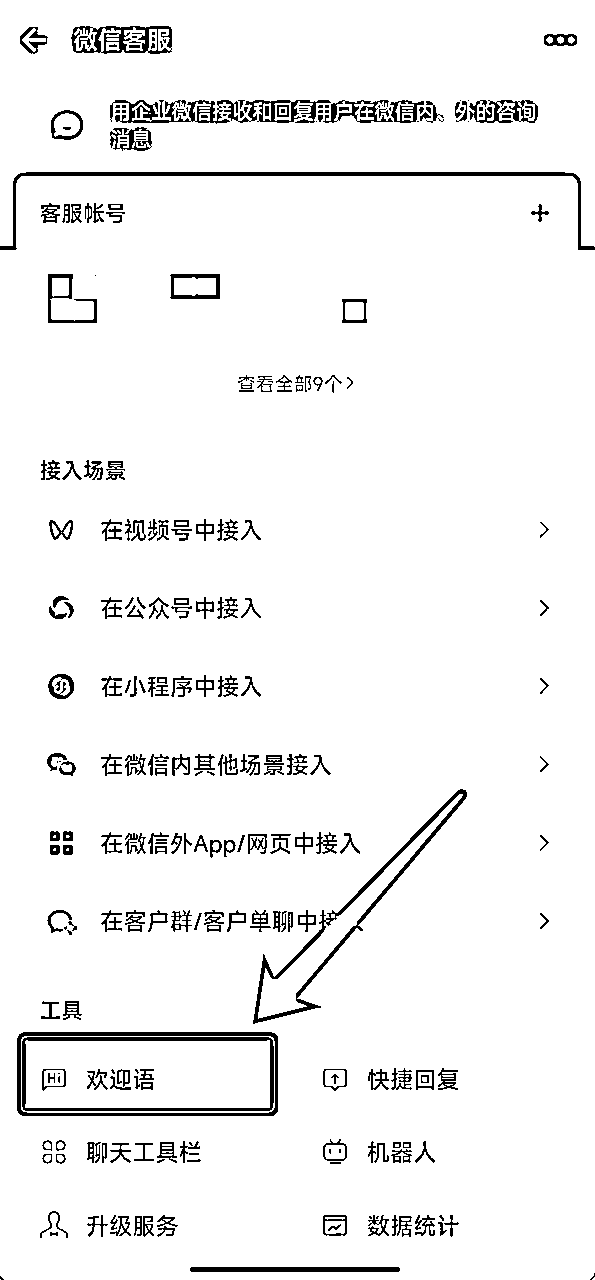 微信客服
用企业微信接收和回复用户在微信内、外的咨询
消息
客服帐号
查看全部9个
接入场景
在视频号中接入
在公众号中接入
在小程序中接入
在微信内其他场景接入
在微信外App/网页中接入
在客户群/客户单聊中接
工具
Hi 欢迎语
快捷回复
聊天工具栏
机器人
升级服务
数据统计